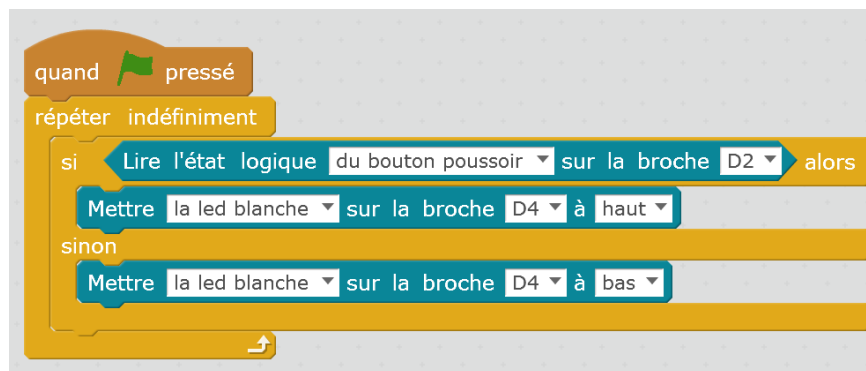 quand pressé
répéter indéfiniment
si Lire l'état logique du bouton poussoir sur la broche D2 alors
Mettre la led blanche sur la broche D4 à haut
sinon
Mettre la led blanche sur la broche D4 à bas